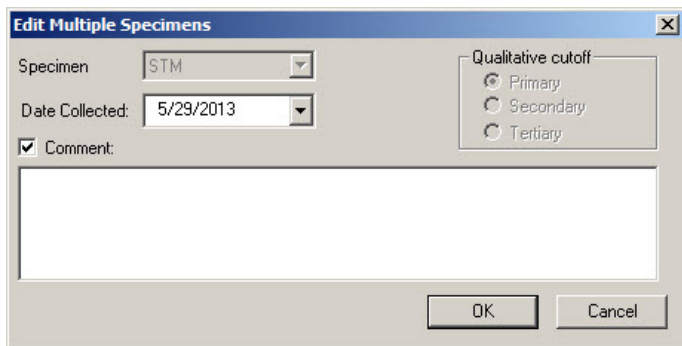 Edit Multiple Specimens
Specimen STM
Qualitative cutoff
Primary
Secondary
Tertiary
Date Collected: 5/29/2013
Comment:
OK Cancel